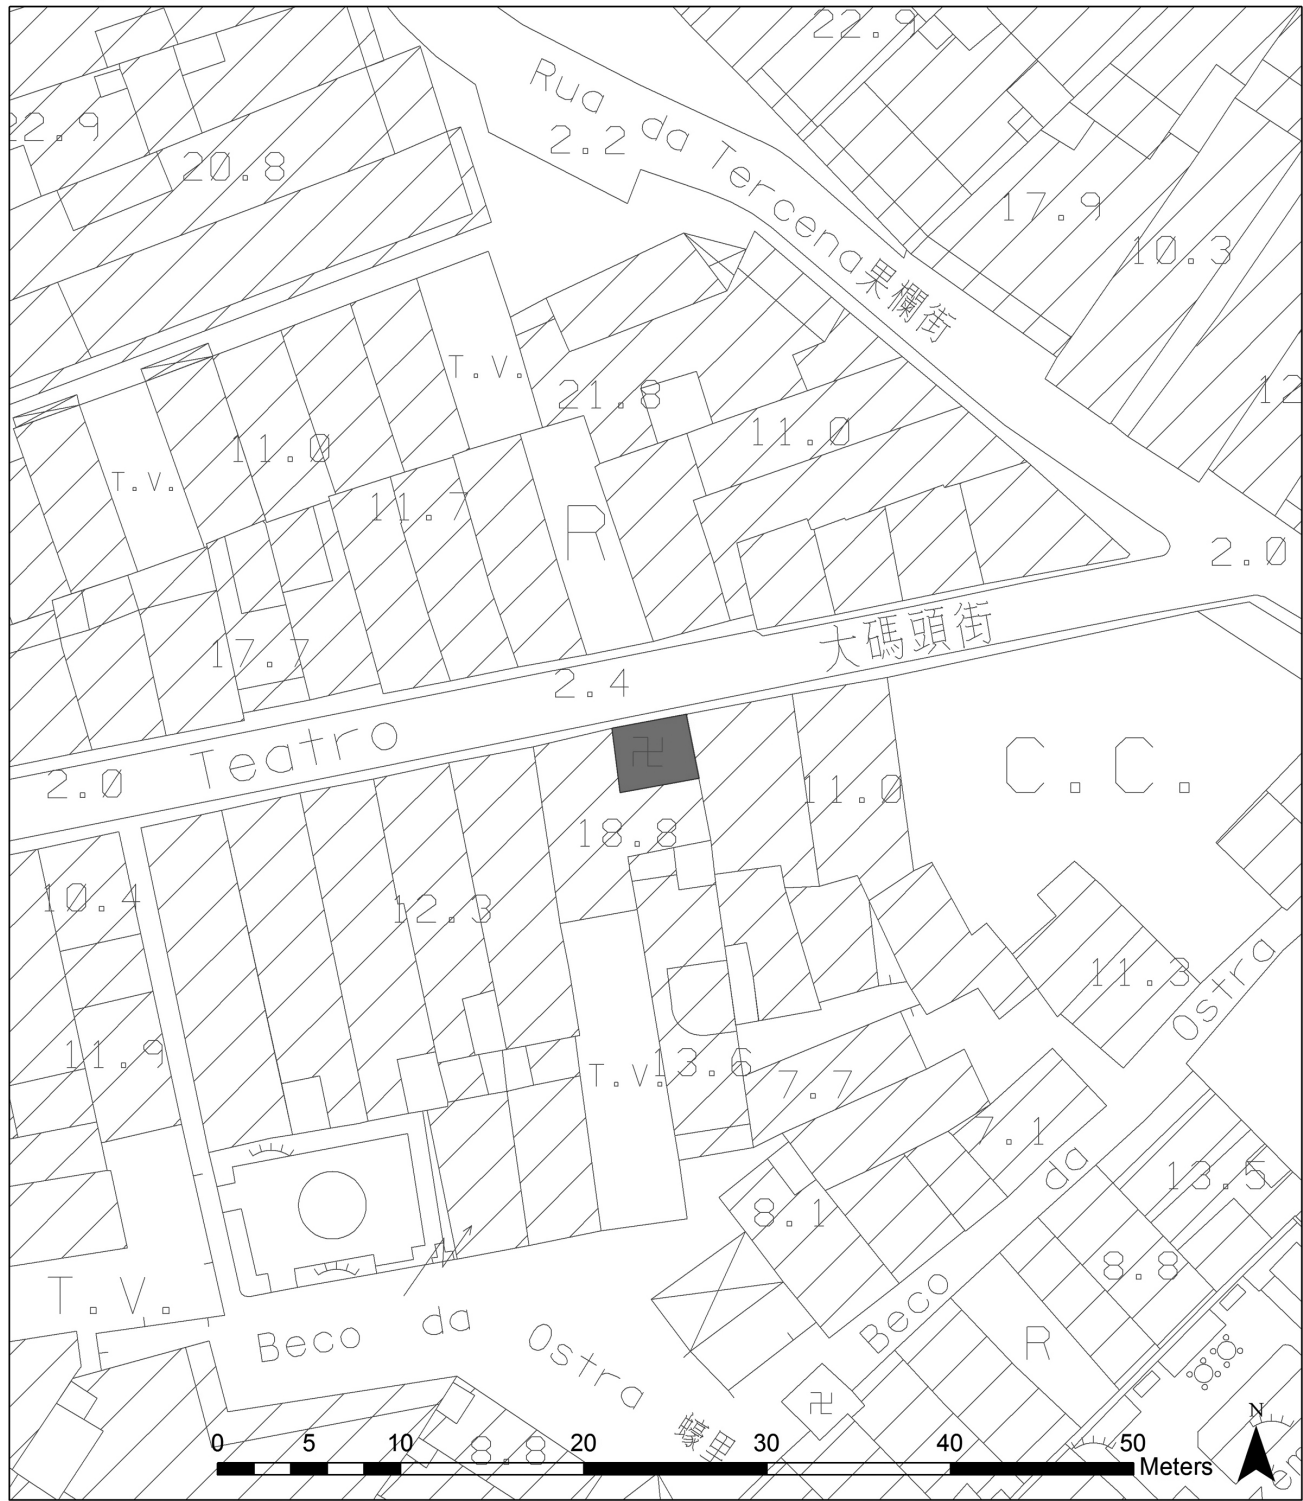 22.9
Rua da Tercena果欄街
2.2
22.9
20.8
17.9
10.3
T.V.
21.8
12
11.0
11.0
T.V.
11.7
R
2.0
大碼頭街
17.7
2.4
Teatro
卍
C.C.
2.0
11.0
18.8
10.4
12.3
11.3
Ostra
11.9
T.V.
13.6
7.7
7.1
da
13.5
8.1
8.8
T.V.
Beco
R
Beco da Ostra 蠔里
卍
8.8
0 5 10 20 30 40 50
Meters
N